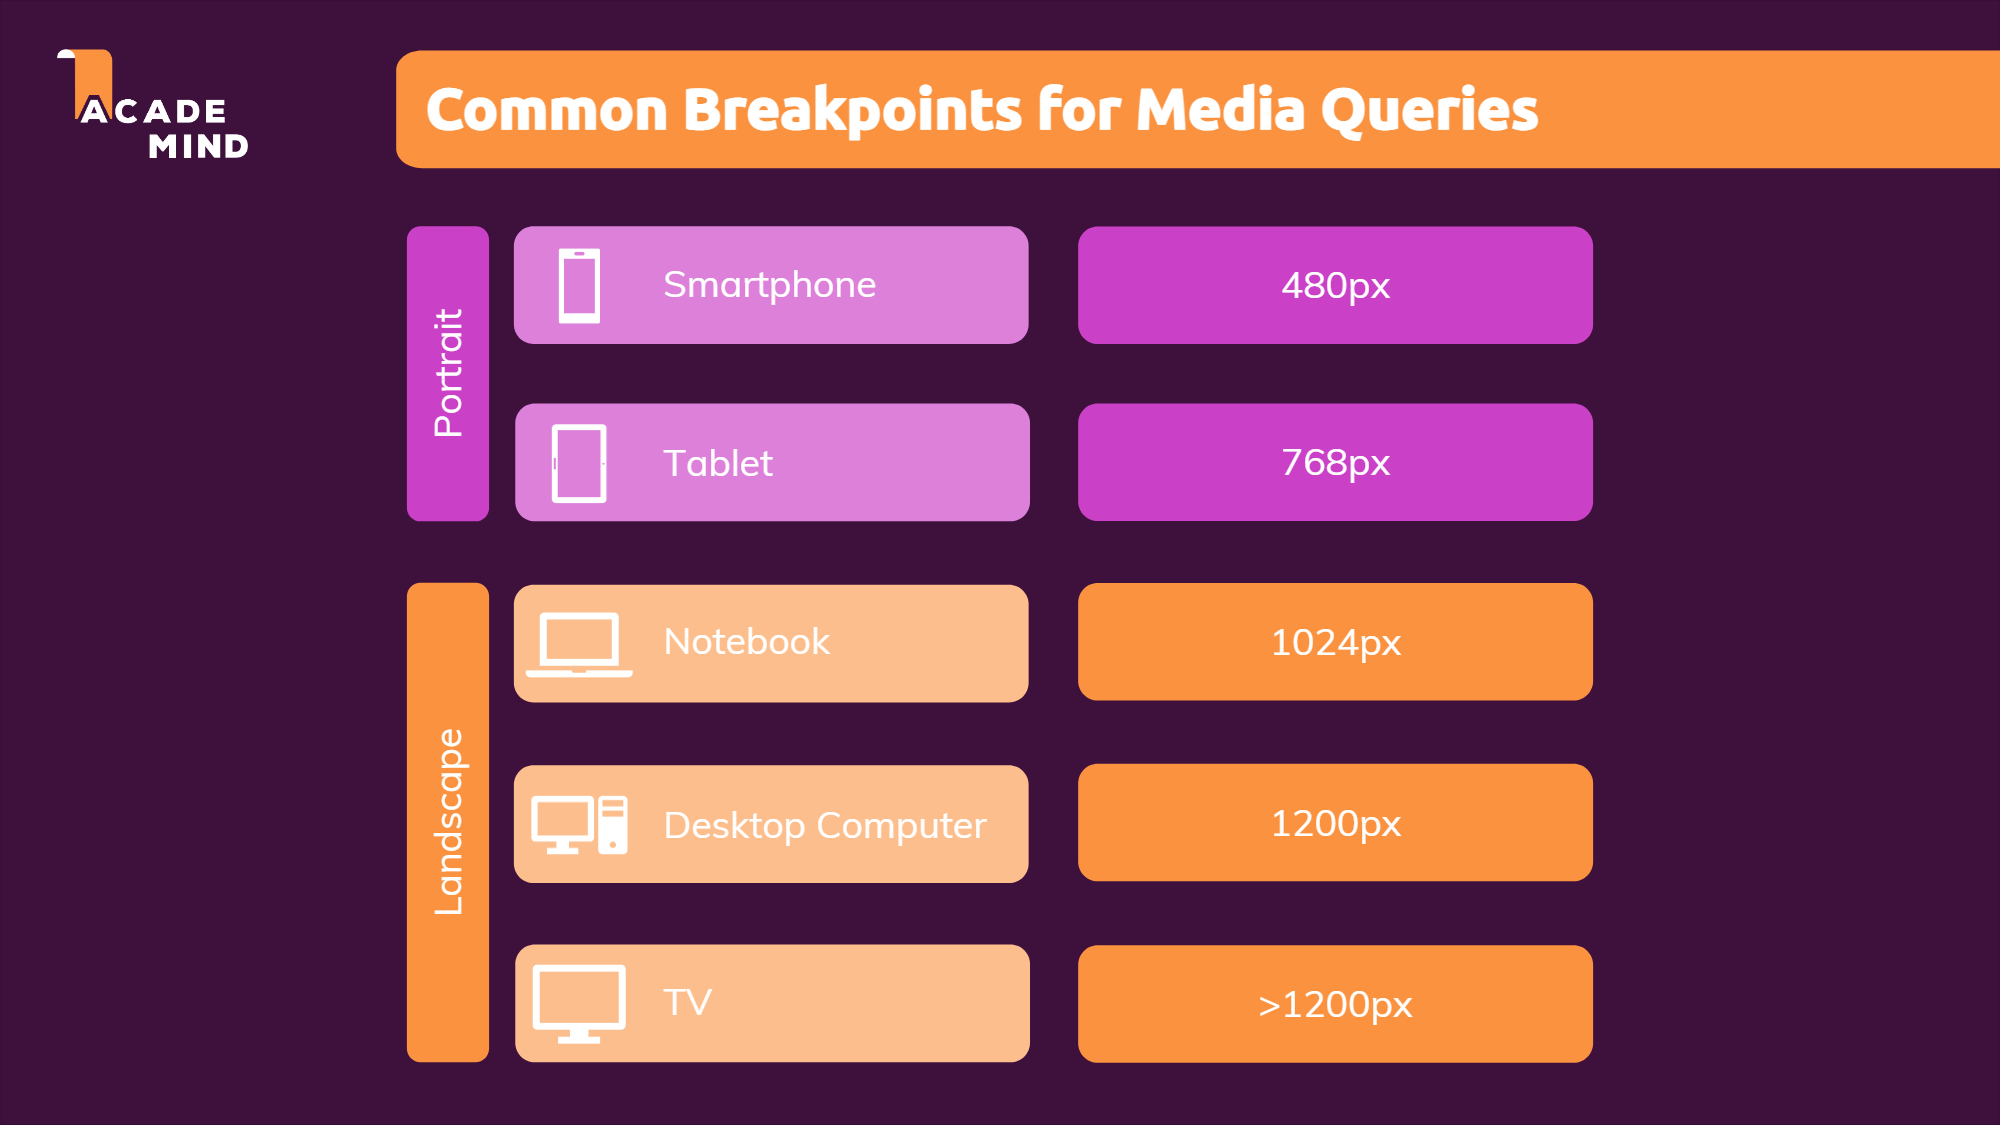 ACADE
MIND
Common Breakpoints for Media Queries
Portrait
Smartphone
480px
Tablet
768px
Landscape
Notebook
1024px
Desktop Computer
1200px
TV
>1200px